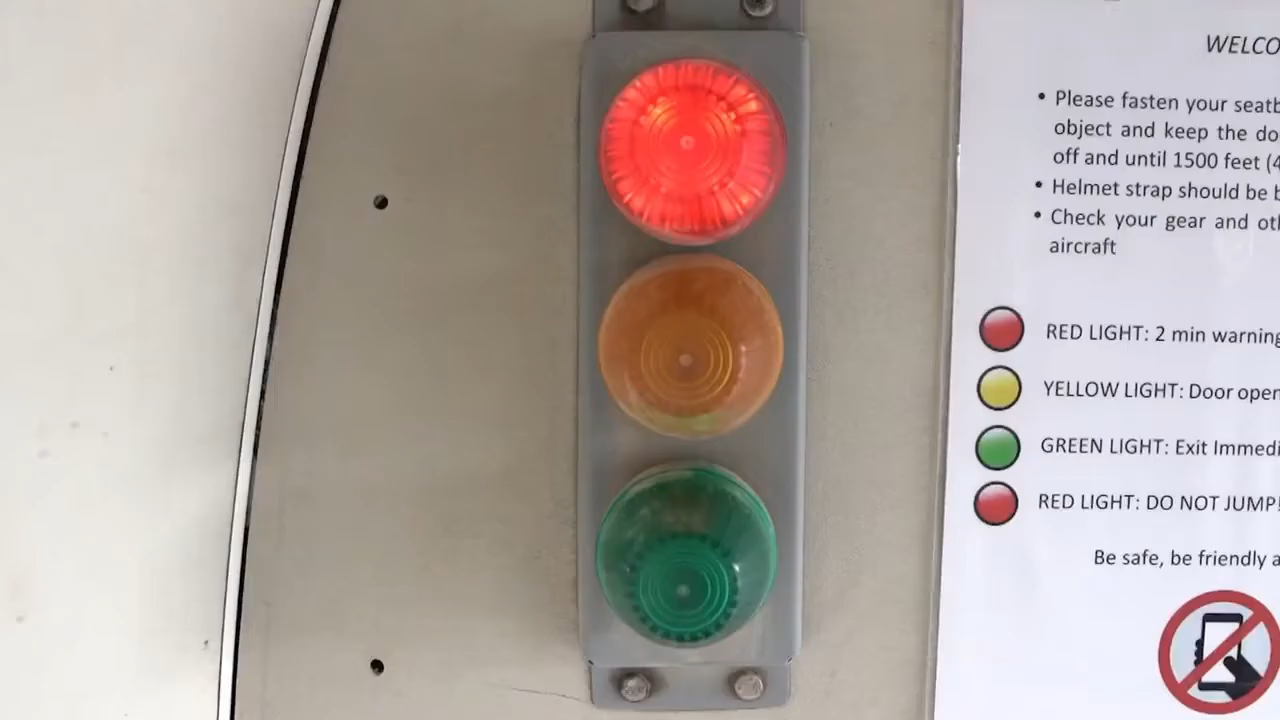 WELCO
• Please fasten your seatb
object and keep the do
off and until 1500 feet (4
• Helmet strap should be b
• Check your gear and oth
aircraft
RED LIGHT: 2 min warning
YELLOW LIGHT: Door open
GREEN LIGHT: Exit Immedi
RED LIGHT: DO NOT JUMP!
Be safe, be friendly a